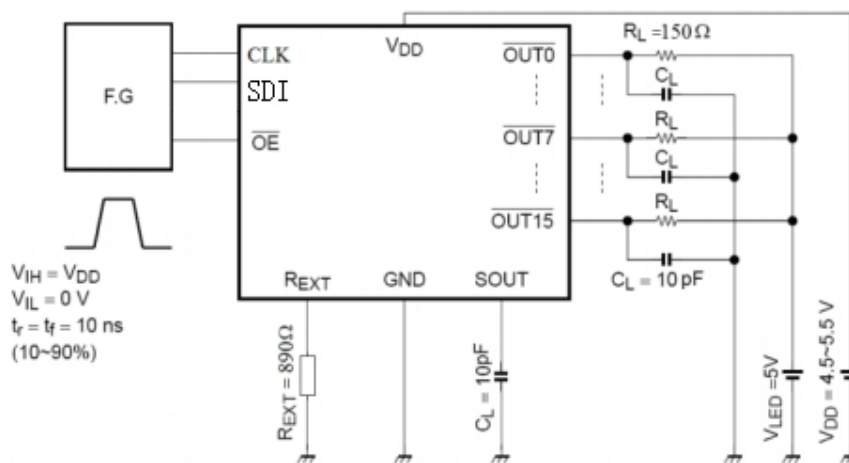 F.G
CLK
SDI
OE
VDD
OUT0
OUT7
OUT15
REXT
GND
SOUT
RL =150Ω
CL
RL
CL
RL
CL = 10 pF
VIH = VDD
VIL = 0 V
tr = tf = 10 ns
(10~90%)
REXT = 890Ω
CL = 10pF
VLED =5V
VDD = 4.5~5.5 V